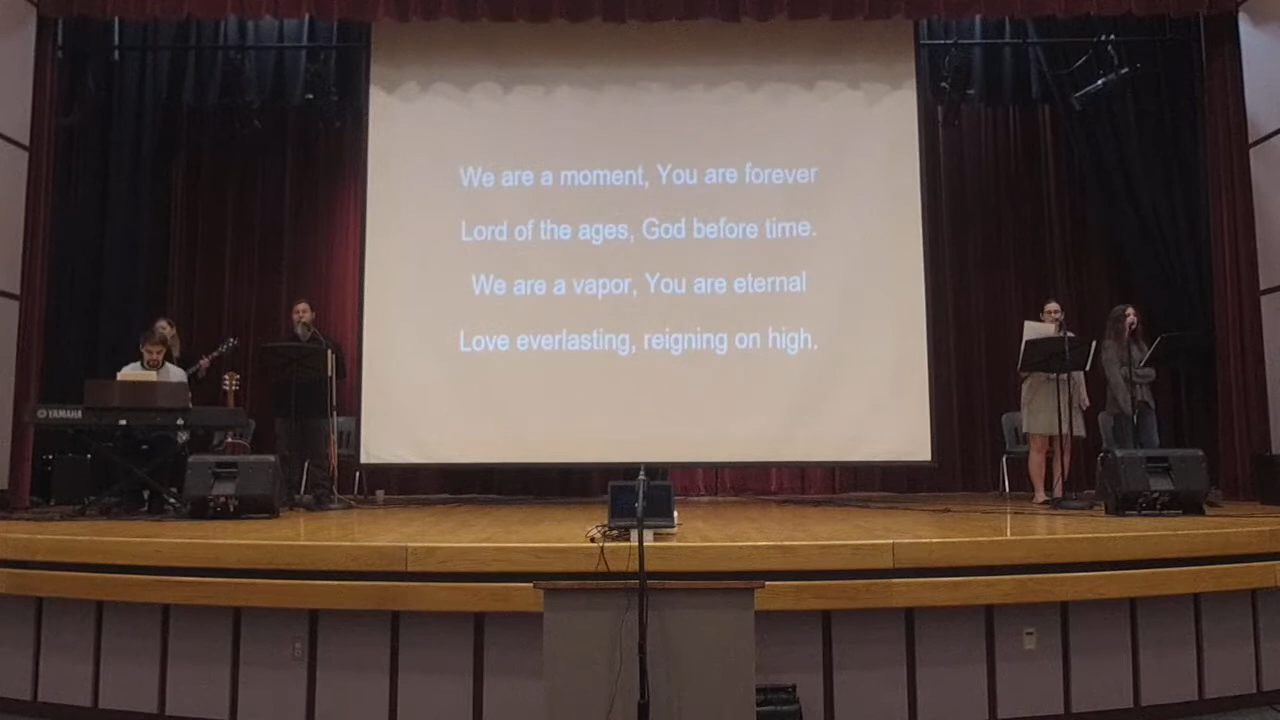 We are a moment, You are forever
Lord of the ages, God before time.
We are a vapor, You are eternal
Love everlasting, reigning on high.
YAMAHA